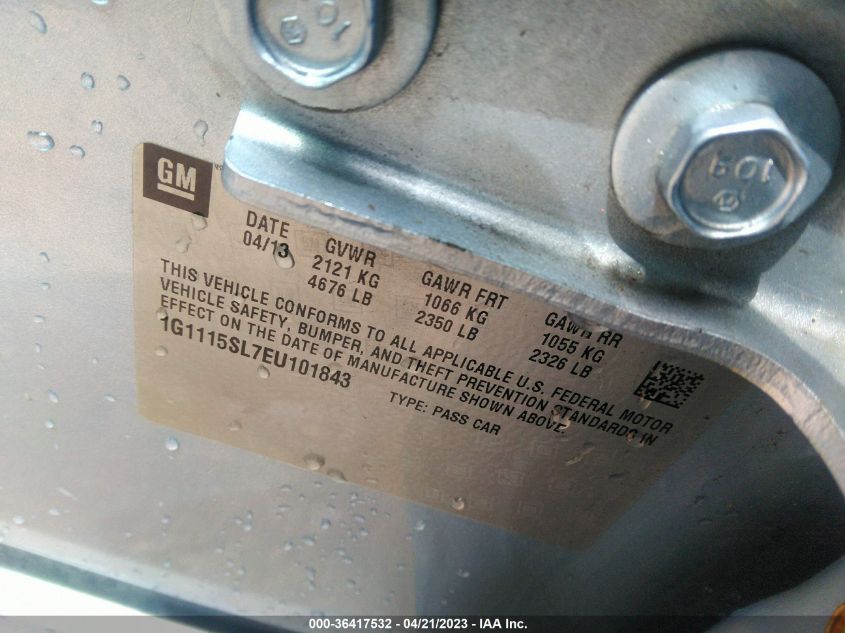 GM
DATE GVWR GAWR FRT GAWR RR
04/13 2121 KG 1066 KG 1055 KG
4676 LB 2350 LB 2326 LB
THIS VEHICLE CONFORMS TO ALL APPLICABLE U.S. FEDERAL MOTOR
VEHICLE SAFETY, BUMPER, AND THEFT PREVENTION STANDARDS IN
EFFECT ON THE DATE OF MANUFACTURE SHOWN ABOVE.
1G1115SL7EU101843 TYPE: PASS CAR
109
000-36417532 - 04/21/2023 - IAA Inc.